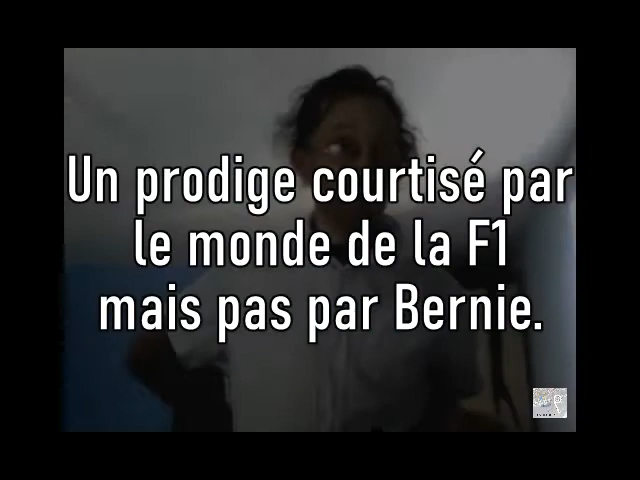 Un prodige courtisé par
le monde de la F1
mais pas par Bernie.